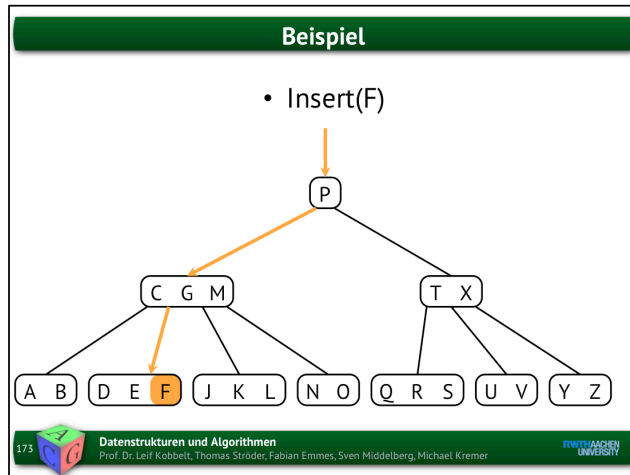 Beispiel
• Insert(F)
P
C G M
T X
A B
D E F
J K L
N O
Q R S
U V
Y Z
173
A
C G
Datenstrukturen und Algorithmen
Prof. Dr. Leif Kobbelt, Thomas Ströder, Fabian Emmes, Sven Middelberg, Michael Kremer
RWTHAACHEN
UNIVERSITY